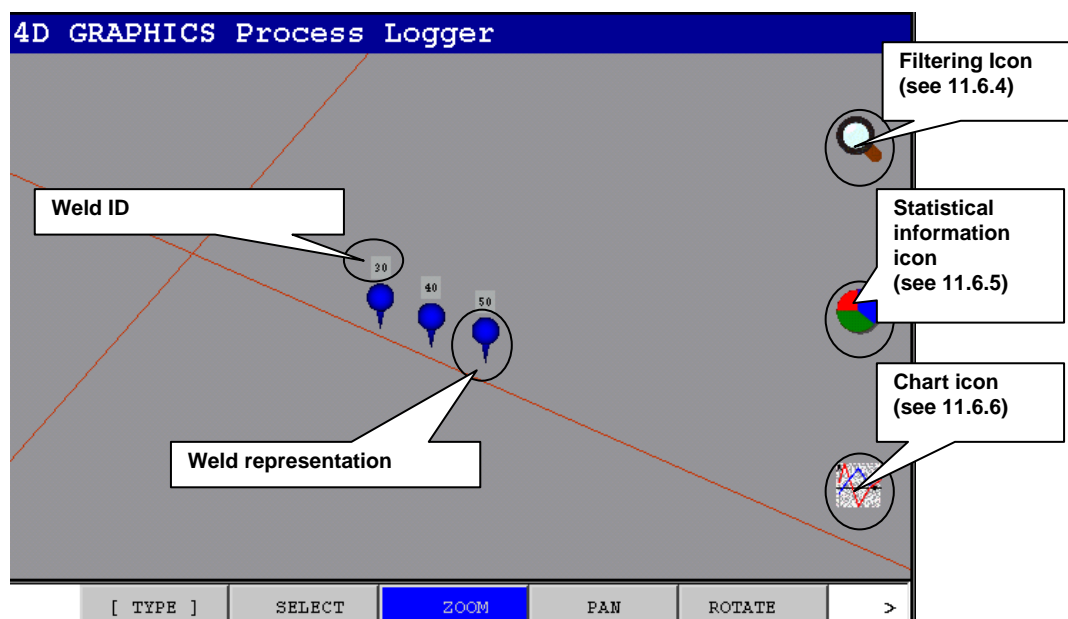 4D GRAPHICS Process Logger
Filtering Icon
(see 11.6.4)
Weld ID
Statistical
information
icon
(see 11.6.5)
30
40
50
Chart icon
(see 11.6.6)
Weld representation
[ TYPE ]
SELECT
ZOOM
PAN
ROTATE
>